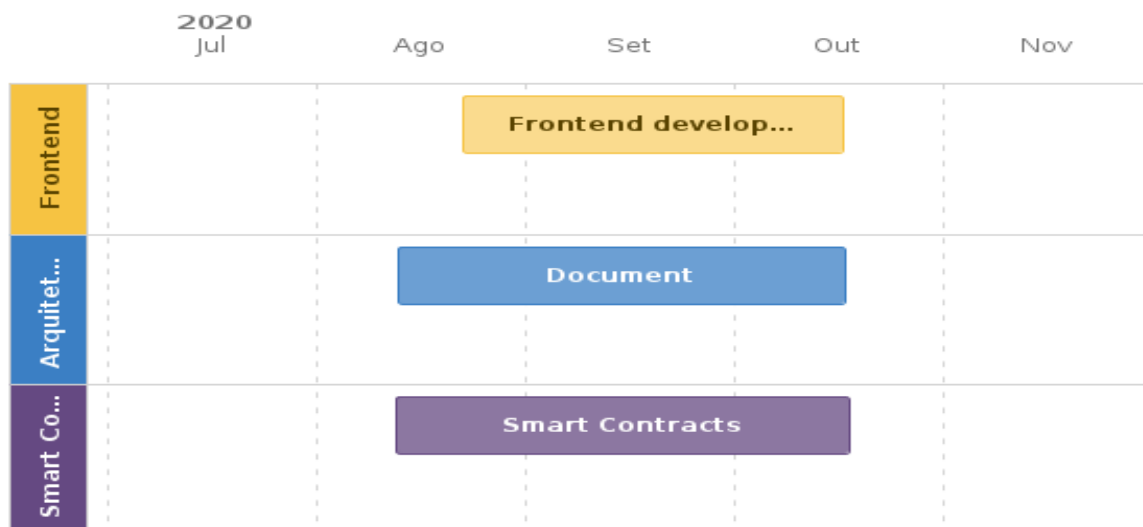 2020
Jul Ago Set Out Nov
Frontend
Frontend develop...
Arquitet...
Document
Smart Co...
Smart Contracts